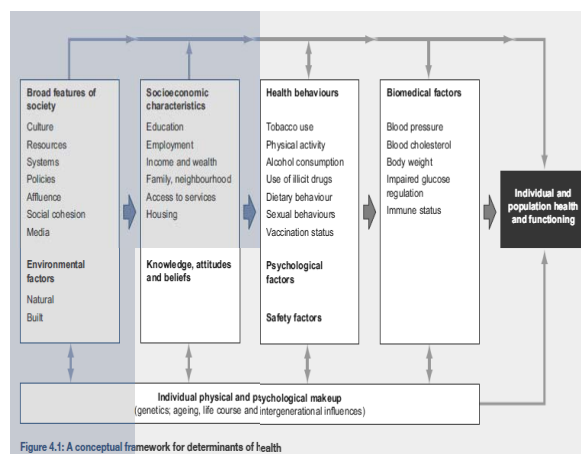 Broad features of
society
Culture
Resources
Systems
Policies
Affluence
Social cohesion
Media
Environmental
factors
Natural
Built
Socioeconomic
characteristics
Education
Employment
Income and wealth
Family, neighbourhood
Access to services
Housing
Knowledge, attitudes
and beliefs
Health behaviours
Tobacco use
Physical activity
Alcohol consumption
Use of illicit drugs
Dietary behaviour
Sexual behaviours
Vaccination status
Psychological
factors
Safety factors
Biomedical factors
Blood pressure
Blood cholesterol
Body weight
Impaired glucose
regulation
Immune status
Individual and
population health
and functioning
Individual physical and psychological makeup
(genetics; ageing, life course and intergenerational influences)
Figure 4.1: A conceptual framework for determinants of health